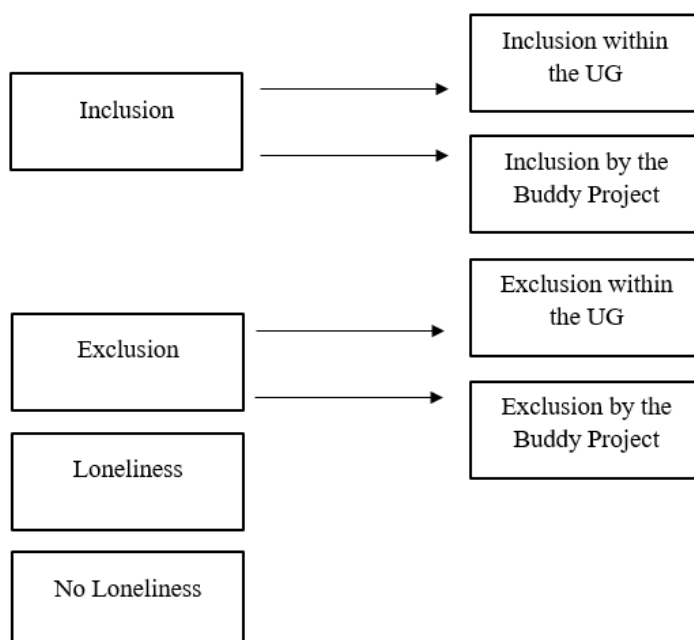 Inclusion
Inclusion within
the UG
Inclusion by the
Buddy Project
Exclusion
Exclusion within
the UG
Exclusion by the
Buddy Project
Loneliness
No Loneliness